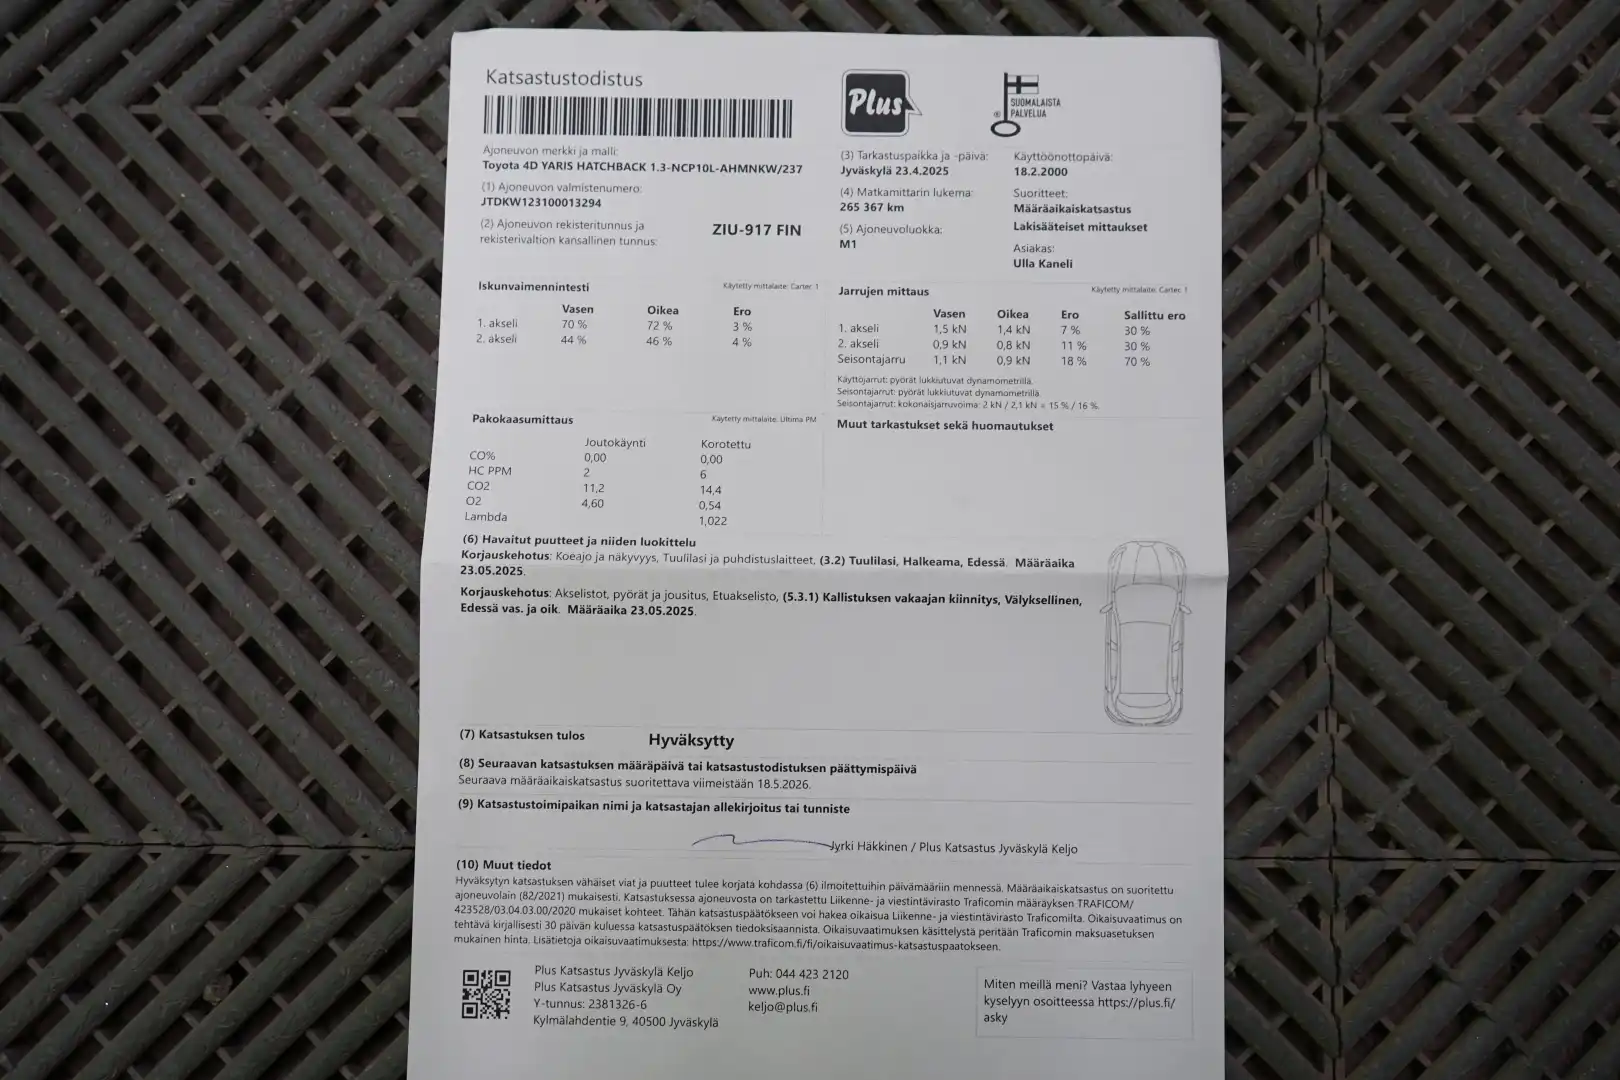 Katsastustodistus
Plus
SUOMALAISTA
PALVELUA
Ajoneuvon merkki ja malli:
Toyota 4D YARIS HATCHBACK 1.3-NCP10L-AHMNKW/237
(1) Ajoneuvon valmistenumero:
JTDKW123100013294
(2) Ajoneuvon rekisteritunnus ja
rekisterivaltion kansallinen tunnus:
ZIU-917 FIN
(3) Tarkastuspaikka ja -päivä:
Jyväskylä 23.4.2025
(4) Matkamittarin lukema:
265 367 km
(5) Ajoneuvoluokka:
M1
Käyttöönottopäivä:
18.2.2000
Suoritteet:
Määräaikaiskatsastus
Lakisääteiset mittaukset
Asiakas:
Ulla Kaneli
Iskunvaimennintesti
Käytetty mittalaite: Cartec 1
Vasen Oikea Ero
1. akseli 70 % 72 % 3 %
2. akseli 44 % 46 % 4 %
Jarrujen mittaus
Käytetty mittalaite: Cartec 1
Vasen Oikea Ero Sallittu ero
1. akseli 1,5 kN 1,4 kN 7 % 30 %
2. akseli 0,9 kN 0,8 kN 11 % 30 %
Seisontajarru 1,1 kN 0,9 kN 18 % 70 %
Käyttöjarrut: pyörät lukkiutuvat dynamometrillä.
Seisontajarrut: pyörät lukkiutuvat dynamometrillä.
Seisontajarrut: kokonaisjarruvoima: 2 kN / 2,1 kN = 15 % / 16 %.
Pakokaasumittaus
Käytetty mittalaite: Ultima PM
Joutokäynti Korotettu
CO% 0,00 0,00
HC PPM 2 6
CO2 11,2 14,4
O2 4,60 0,54
Lambda 1,022
Muut tarkastukset sekä huomautukset
(6) Havaitut puutteet ja niiden luokittelu
Korjauskehotus: Koeajo ja näkyvyys, Tuulilasi ja puhdistuslaitteet, (3.2) Tuulilasi, Halkeama, Edessä. Määräaika
23.05.2025.
Korjauskehotus: Akselistot, pyörät ja jousitus, Etuakselisto, (5.3.1) Kallistuksen vakaajan kiinnitys, Välyksellinen,
Edessä vas. ja oik. Määräaika 23.05.2025.
(7) Katsastuksen tulos Hyväksytty
(8) Seuraavan katsastuksen määräpäivä tai katsastustodistuksen päättymispäivä
Seuraava määräaikaiskatsastus suoritettava viimeistään 18.5.2026.
(9) Katsastustoimipaikan nimi ja katsastajan allekirjoitus tai tunniste
Jyrki Häkkinen / Plus Katsastus Jyväskylä Keljo
(10) Muut tiedot
Hyväksytyn katsastuksen vähäiset viat ja puutteet tulee korjata kohdassa (6) ilmoitettuihin päivämääriin mennessä. Määräaikaiskatsastus on suoritettu
ajoneuvolain (82/2021) mukaisesti. Katsastuksessa ajoneuvosta on tarkastettu Liikenne- ja viestintävirasto Traficomin määräyksen TRAFICOM/
423528/03.04.03.00/2020 mukaiset kohteet. Tähän katsastuspäätökseen voi hakea oikaisua Liikenne- ja viestintävirasto Traficomilta. Oikaisuvaatimus on
tehtävä kirjallisesti 30 päivän kuluessa katsastuspäätöksen tiedoksisaannista. Oikaisuvaatimuksen käsittelystä peritään Traficomin maksuasetuksen
mukainen hinta. Lisätietoja oikaisuvaatimuksesta: https://www.traficom.fi/fi/oikaisuvaatimus-katsastuspaatokseen.
Plus Katsastus Jyväskylä Keljo
Plus Katsastus Jyväskylä Oy
Y-tunnus: 2381326-6
Kylmälahdentie 9, 40500 Jyväskylä
Puh: 044 423 2120
www.plus.fi
keljo@plus.fi
Miten meillä meni? Vastaa lyhyeen
kyselyyn osoitteessa https://plus.fi/
asky